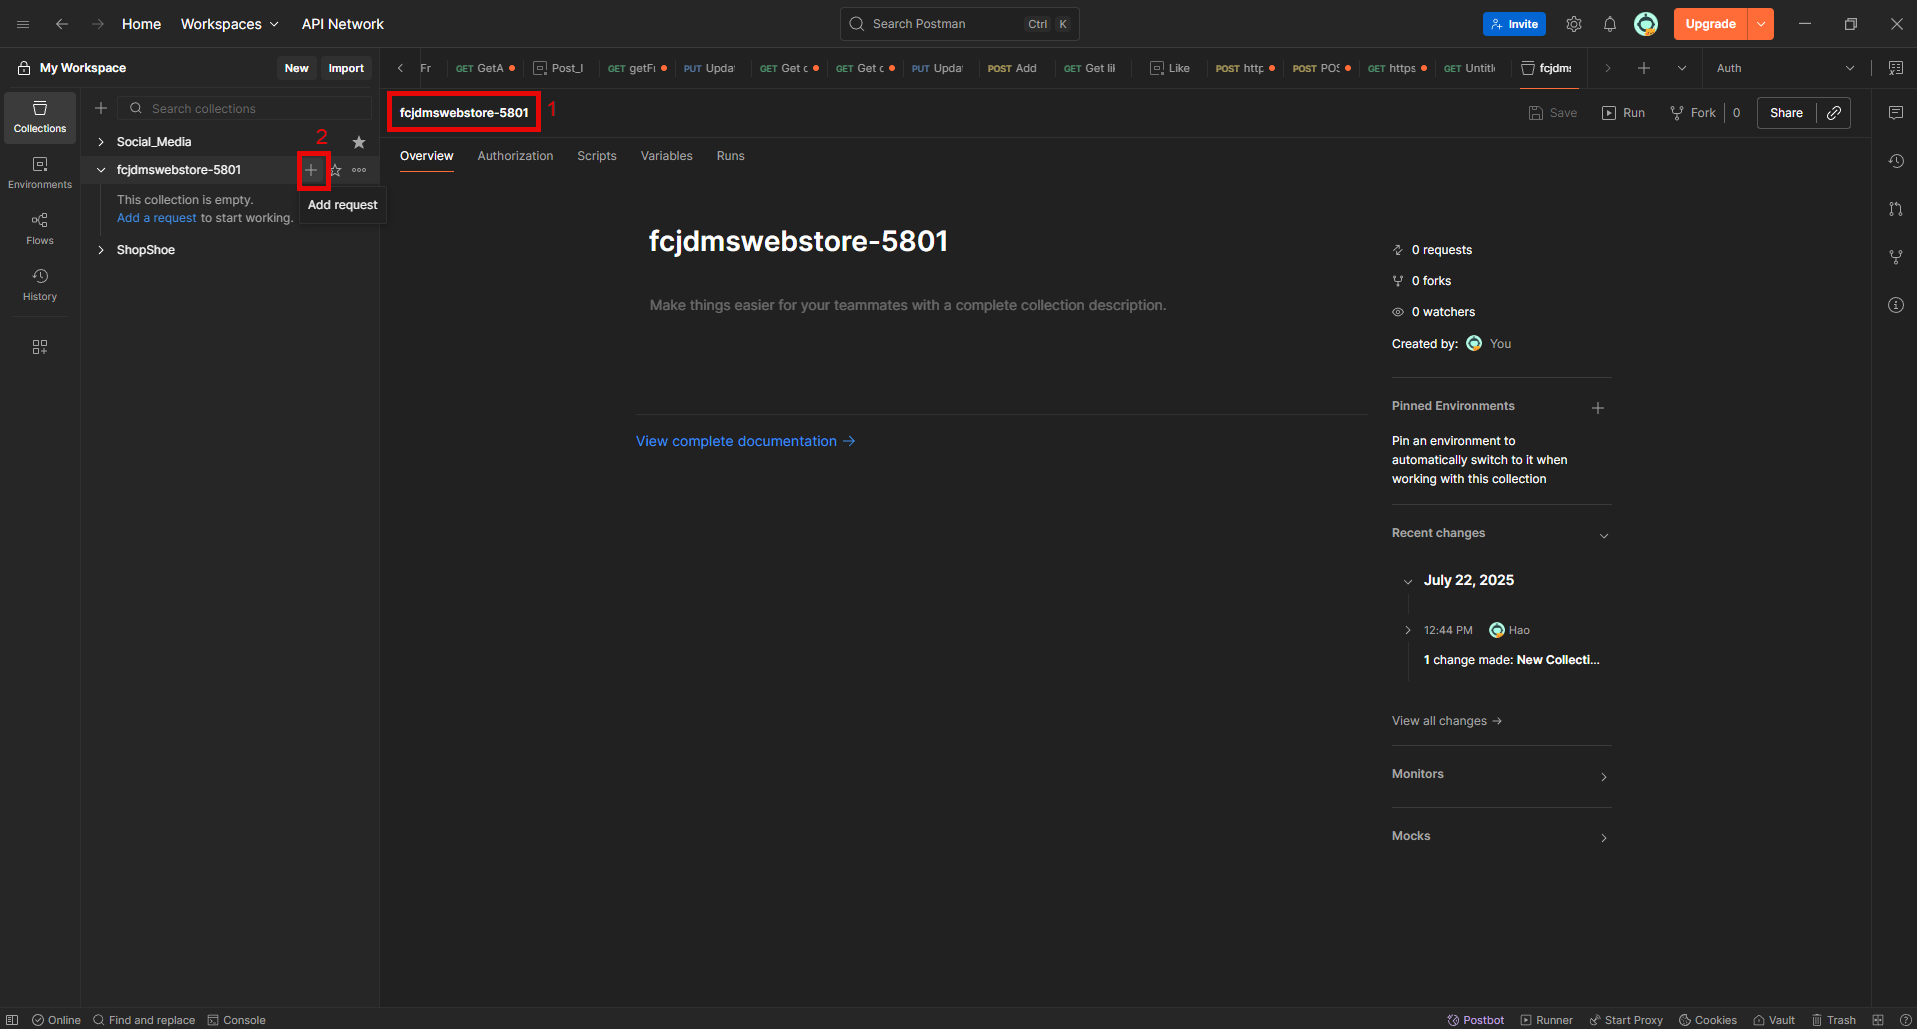 Home
Workspaces
API Network
Search Postman
Ctrl
K
Invite
Upgrade
My Workspace
New
Import
Fr
GET GetA
Post_l
GET getFi
PUT Updat
GET Get c
GET Get c
PUT Updat
POST Add
GET Get lik
Like
POST http
POST POS
GET https
GET Untitl
fcjdms
Auth
Collections
Search collections
fcjdmswebstore-5801
1
Save
Run
Fork
0
Share
Social_Media
2
fcjdmswebstore-5801
Overview
Authorization
Scripts
Variables
Runs
Environments
This collection is empty.
Add a request to start working.
Add request
Flows
ShopShoe
History
fcjdmswebstore-5801
Make things easier for your teammates with a complete collection description.
View complete documentation →
0 requests
0 forks
0 watchers
Created by:
You
Pinned Environments
Pin an environment to
automatically switch to it when
working with this collection
Recent changes
July 22, 2025
12:44 PM
Hao
1 change made: New Collecti...
View all changes →
Monitors
Mocks
Online
Find and replace
Console
Postbot
Runner
Start Proxy
Cookies
Vault
Trash